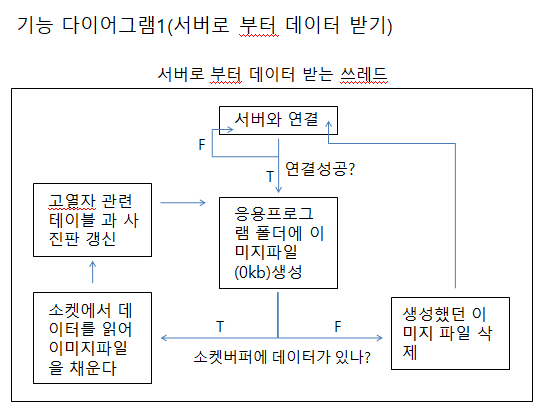 기능 다이어그램1(서버로 부터 데이터 받기)
서버로 부터 데이터 받는 쓰레드
서버와 연결
F
연결성공?
T
고열자 관련
테이블 과 사
진판 갱신
응용프로그
램 폴더에 이
미지파일
(0kb)생성
소켓에서 데
이터를 읽어
이미지파일
을 채운다
T
F
소켓버퍼에 데이터가 있나?
생성했던 이
미지 파일 삭
제